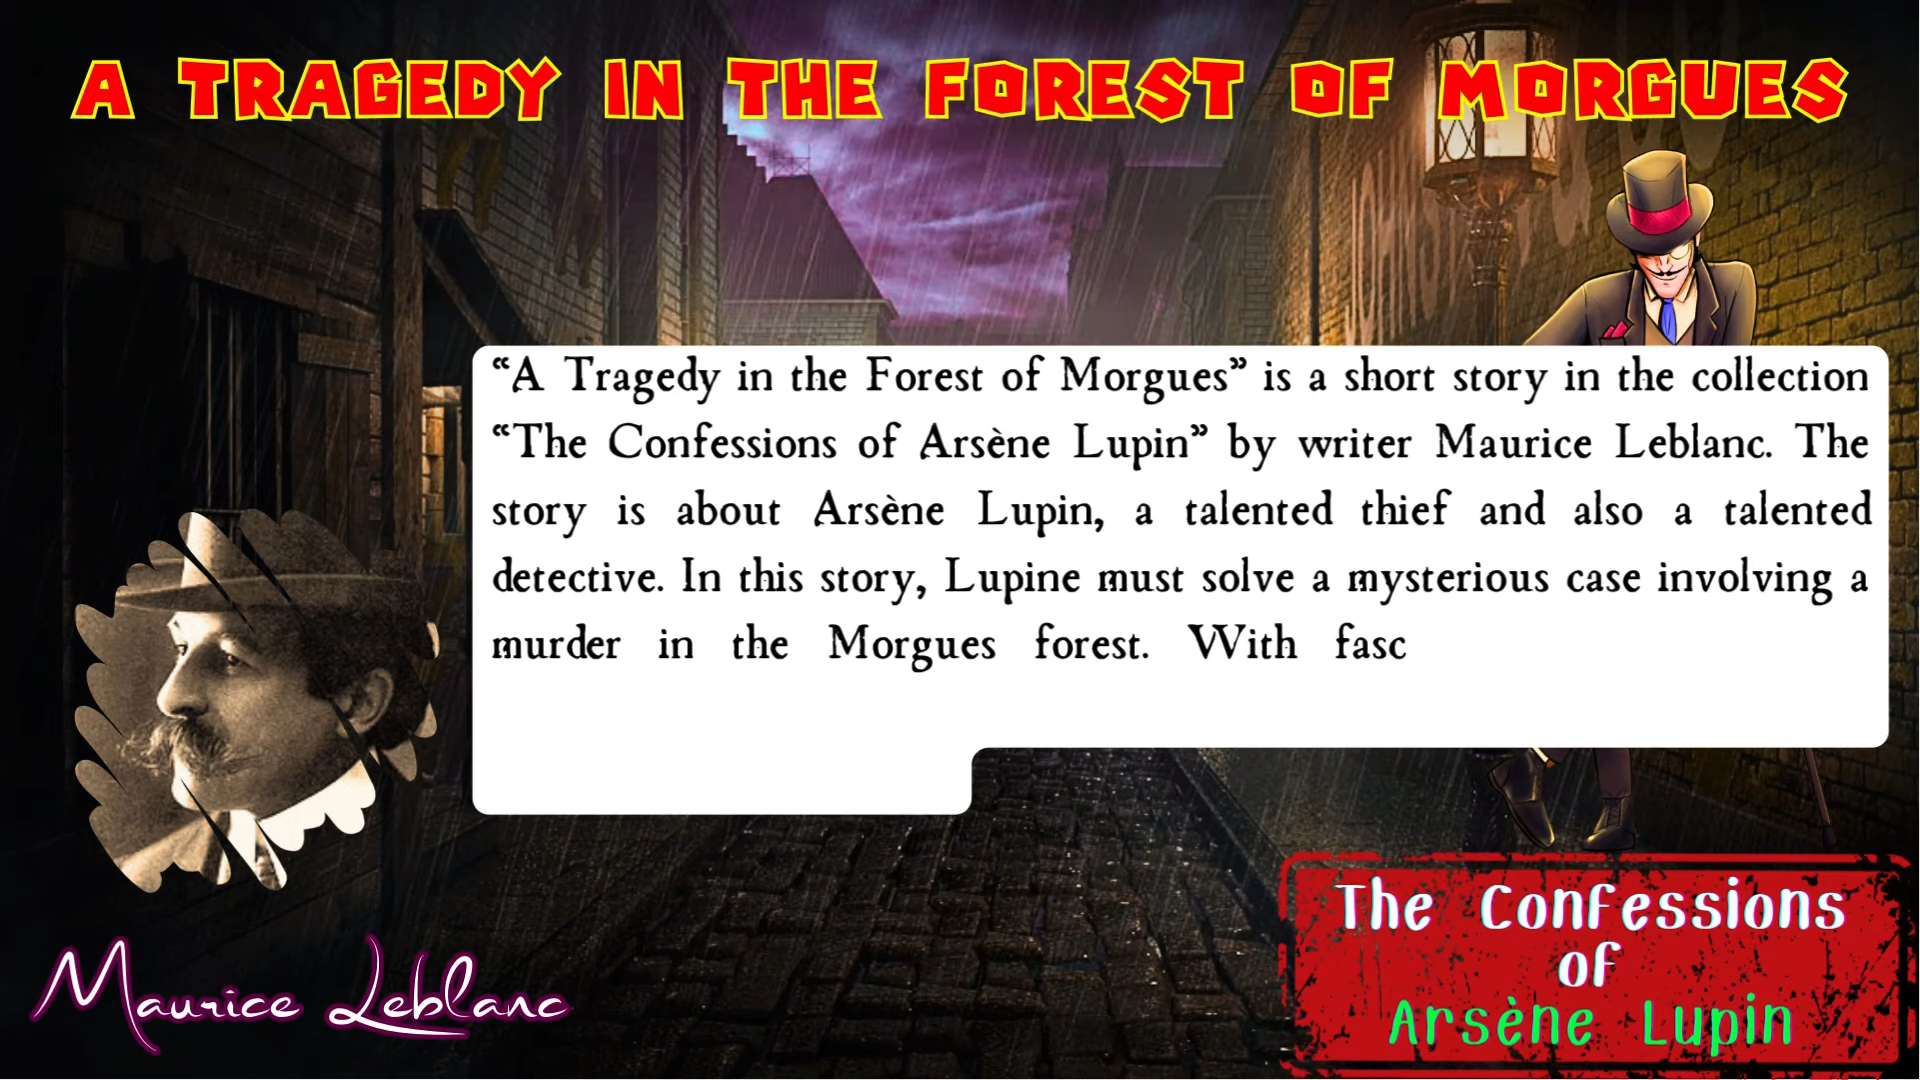 A TRAGEDY IN THE FOREST OF MORGUES
“A Tragedy in the Forest of Morgues” is a short story in the collection
“The Confessions of Arsène Lupin” by writer Maurice Leblanc. The
story is about Arsène Lupin, a talented thief and also a talented
detective. In this story, Lupine must solve a mysterious case involving a
murder in the Morgues forest. With fasc
Maurice Leblanc
The Confessions
of
Arsène Lupin